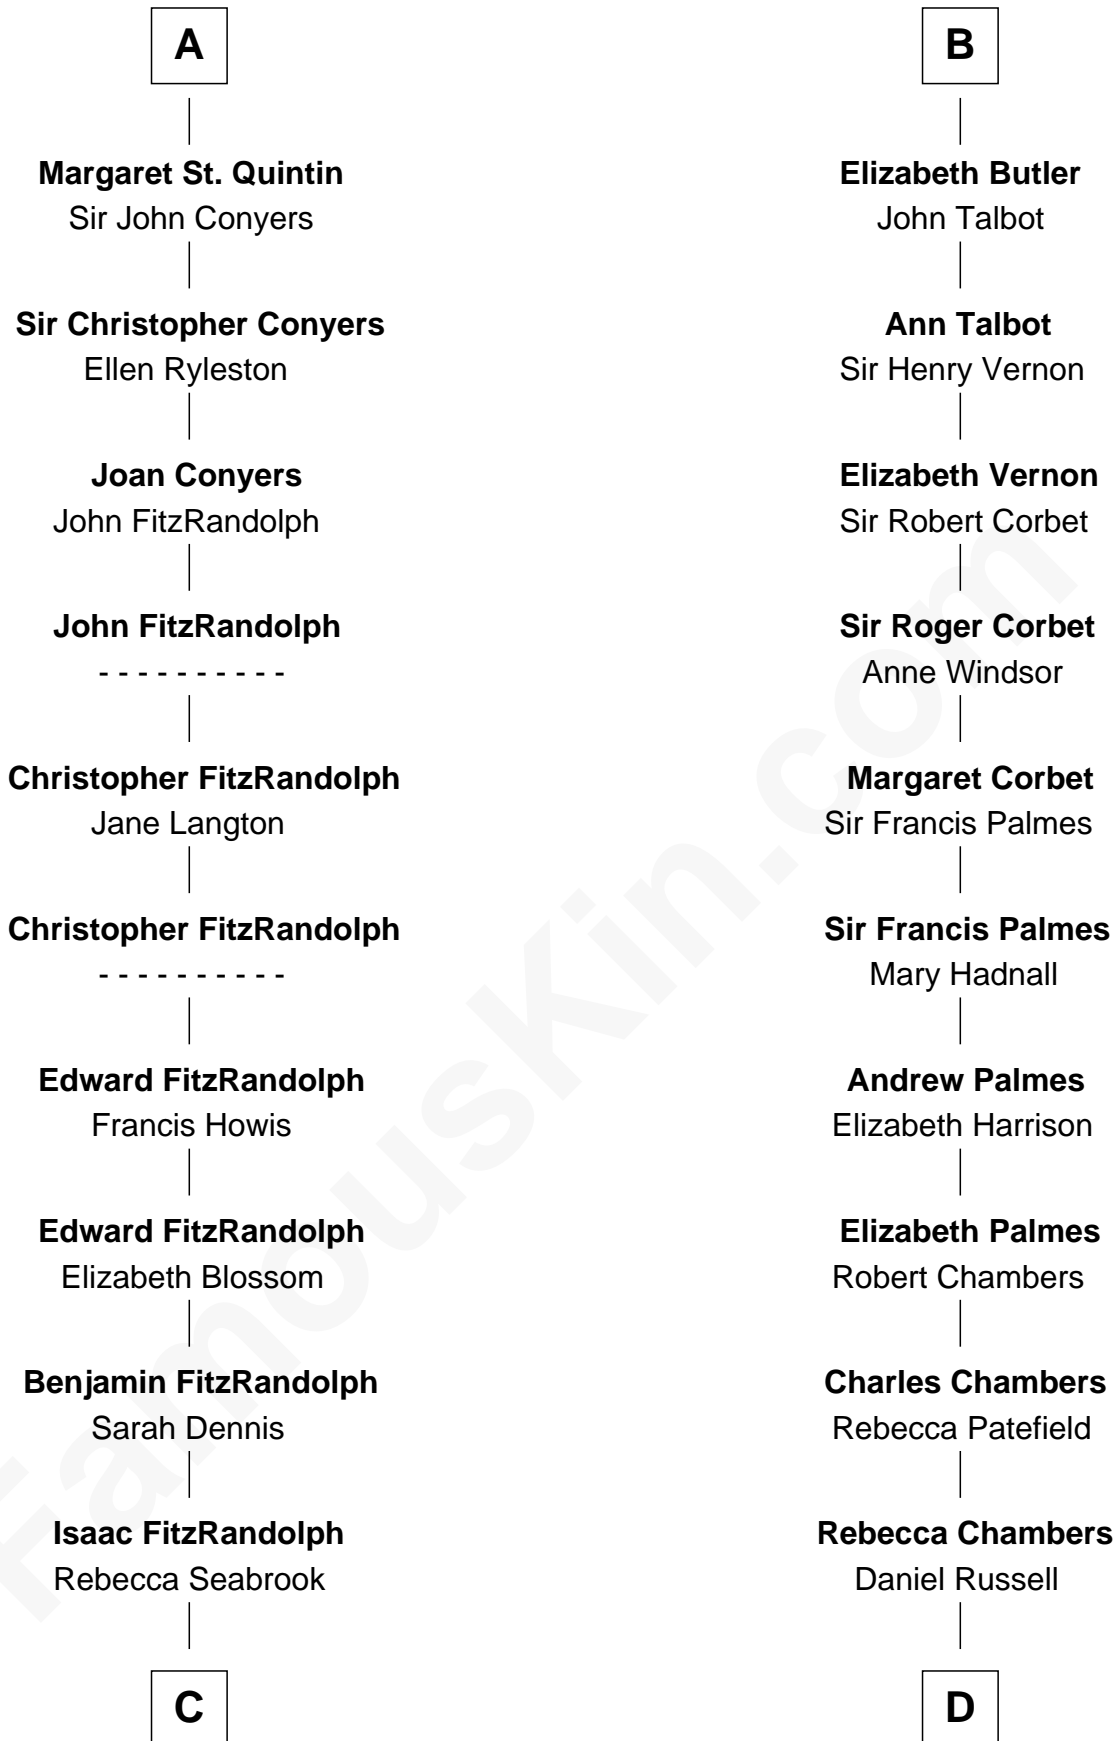 A
Margaret St. Quintin
Sir John Conyers
Sir Christopher Conyers
Ellen Ryleston
Joan Conyers
John FitzRandolph
John FitzRandolph
- - - - - - - - - -
Christopher FitzRandolph
Jane Langton
Christopher FitzRandolph
- - - - - - - - - -
Edward FitzRandolph
Francis Howis
Edward FitzRandolph
Elizabeth Blossom
Benjamin FitzRandolph
Sarah Dennis
Isaac FitzRandolph
Rebecca Seabrook
C
B
Elizabeth Butler
John Talbot
Ann Talbot
Sir Henry Vernon
Elizabeth Vernon
Sir Robert Corbet
Sir Roger Corbet
Anne Windsor
Margaret Corbet
Sir Francis Palmes
Sir Francis Palmes
Mary Hadnall
Andrew Palmes
Elizabeth Harrison
Elizabeth Palmes
Robert Chambers
Charles Chambers
Rebecca Patefield
Rebecca Chambers
Daniel Russell
D
FamousKin.com